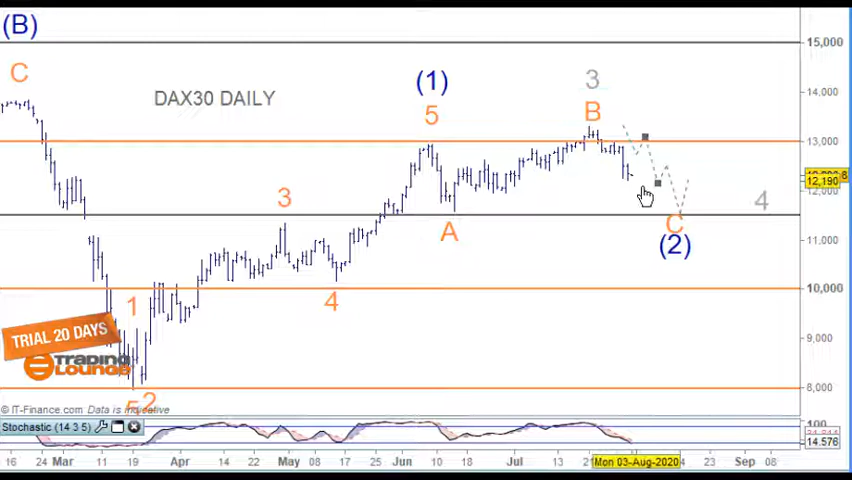 (B)
15,000
C
DAX30 DAILY
14,000
(1)
5
3
B
13,000
12,190
12,000
3
A
4
C
(2)
11,000
4
10,000
1
TRIAL 20 DAYS
TRADING
LOUNGE
9,000
8,000
5 2
© IT-Finance.com Data is indicative
Stochastic (14 3 5)
100
14.576
16 24 Mar 11 19 Apr 14 22 May 08 17 25 Jun 10 18 Jul 13 21 Mon 03-Aug-2020 4 23 Sep 08